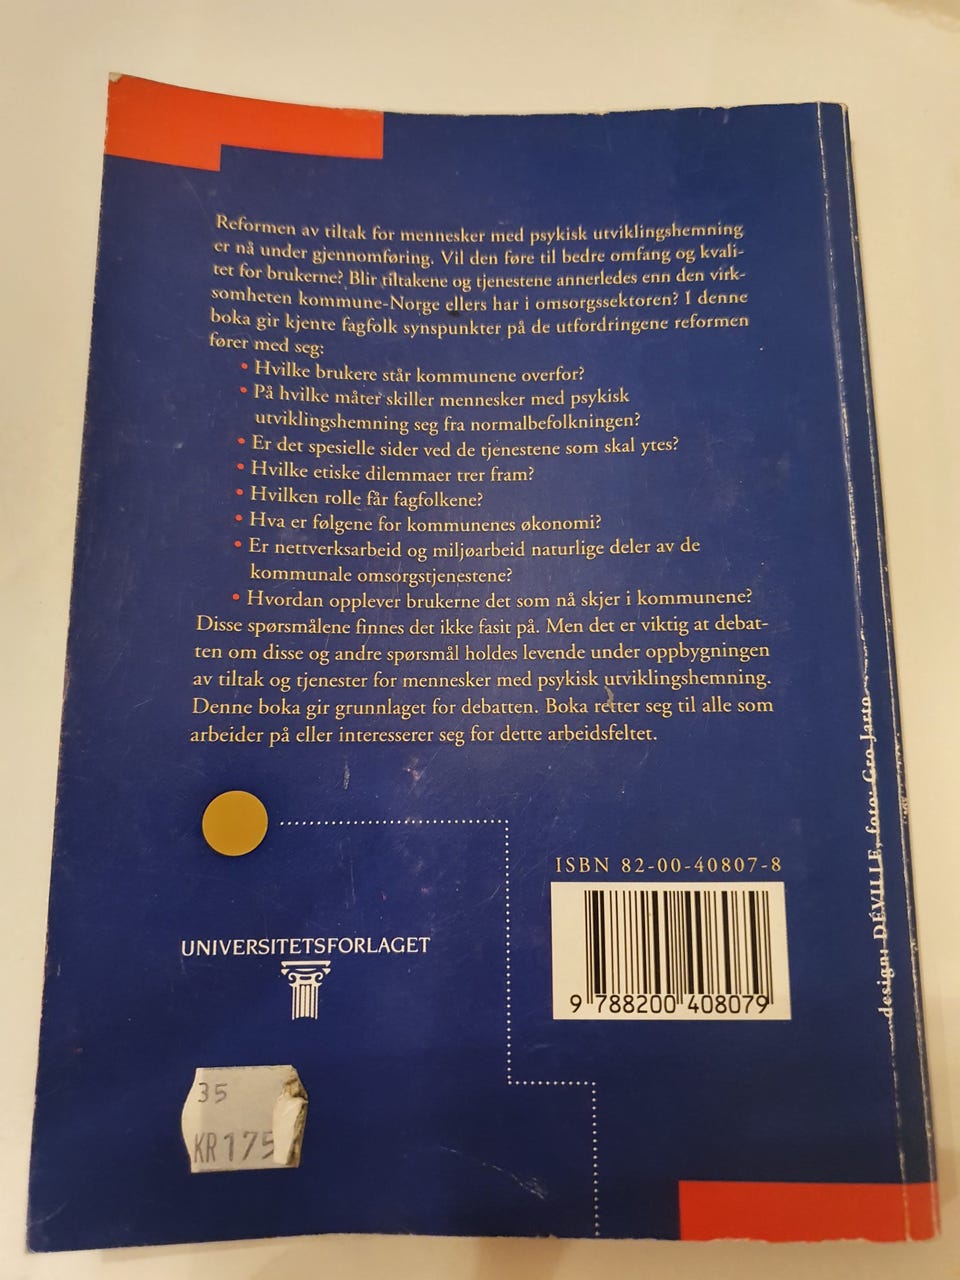 Reformen av tiltak for mennesker med psykisk utviklingshemning
er nå under gjennomføring. Vil den føre til bedre omfang og kvali-
tet for brukerne? Blir tiltakene og tjenestene annerledes enn den virk-
somheten kommune-Norge ellers har i omsorgssektoren? I denne
boka gir kjente fagfolk synspunkter på de utfordringene reformen
fører med seg:
• Hvilke brukere står kommunene overfor?
• På hvilke måter skiller mennesker med psykisk
utviklingshemning seg fra normalbefolkningen?
• Er det spesielle sider ved de tjenestene som skal ytes?
• Hvilke etiske dilemmaer trer fram?
• Hvilken rolle får fagfolkene?
• Hva er følgene for kommunenes økonomi?
• Er nettverksarbeid og miljøarbeid naturlige deler av de
kommunale omsorgstjenestene?
• Hvordan opplever brukerne det som nå skjer i kommunene?
Disse spørsmålene finnes det ikke fasit på. Men det er viktig at debat-
ten om disse og andre spørsmål holdes levende under oppbygningen
av tiltak og tjenester for mennesker med psykisk utviklingshemning.
Denne boka gir grunnlaget for debatten. Boka retter seg til alle som
arbeider på eller interesserer seg for dette arbeidsfeltet.
ISBN 82-00-40807-8
9 788200 408079
UNIVERSITETSFORLAGET
35
KR 175
design: DÉVILLE, foto: Gro Jarto